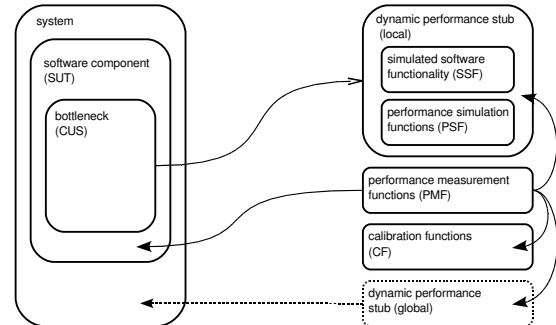 system
software component
(SUT)
bottleneck
(CUS)
dynamic performance stub
(local)
simulated software
functionality (SSF)
performance simulation
functions (PSF)
performance measurement
functions (PMF)
calibration functions
(CF)
dynamic performance
stub (global)